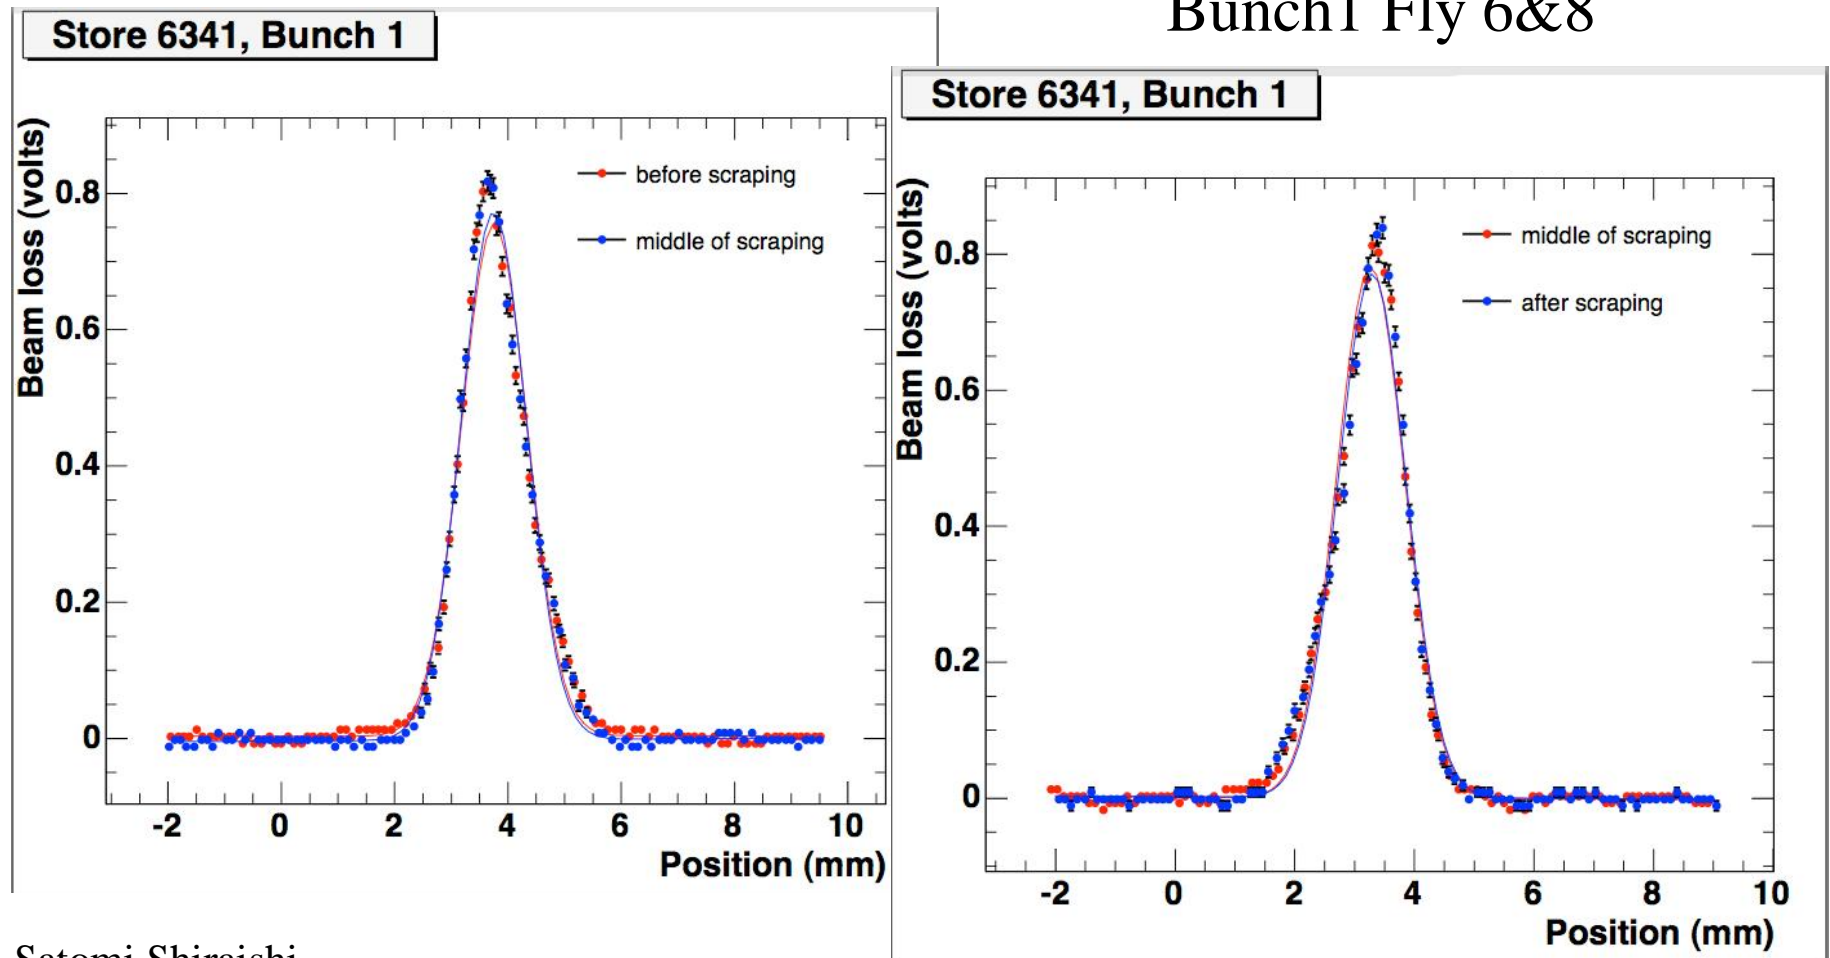 Bunch1 Fly 6&8
Store 6341, Bunch 1
Beam loss (volts)
before scraping
middle of scraping
0.8
0.6
0.4
0.2
0
-2 0 2 4 6 8 10
Position (mm)
Store 6341, Bunch 1
Beam loss (volts)
middle of scraping
after scraping
0.8
0.6
0.4
0.2
0
-2 0 2 4 6 8 10
Position (mm)
Satomi Shiraishi